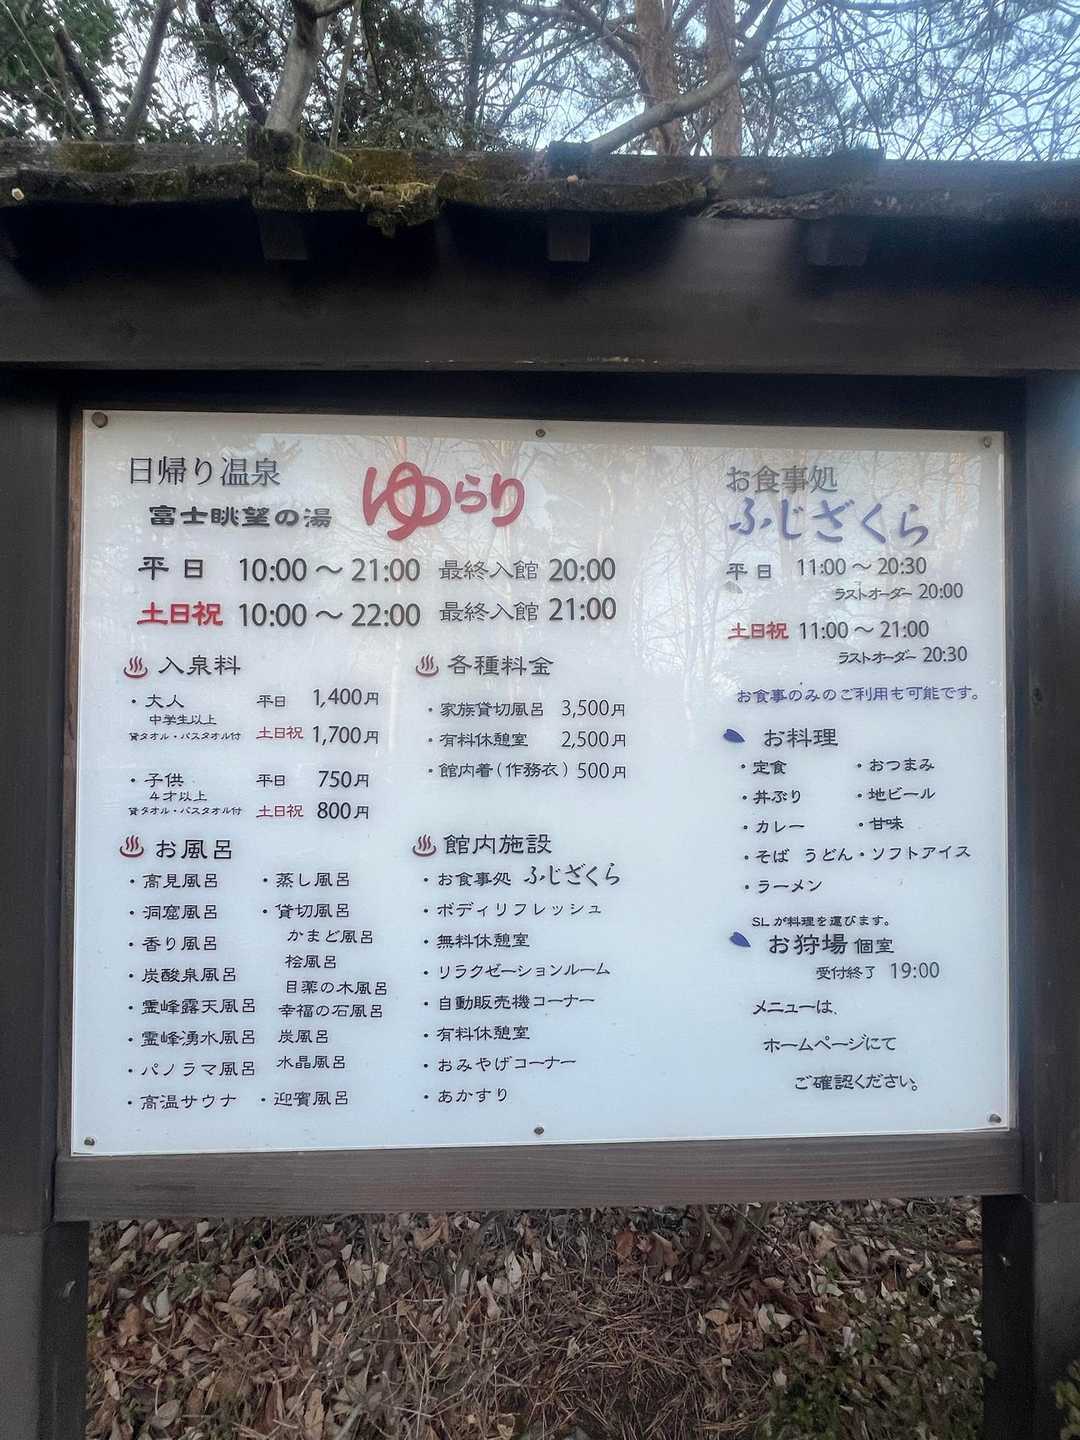 日帰り温泉
富士眺望の湯 ゆらり
平日 10:00 〜 21:00 最終入館 20:00
土日祝 10:00 〜 22:00 最終入館 21:00
♨ 入泉料
・大人 平日 1,400円
中学生以上
貸タオル・バスタオル付 土日祝 1,700円
・子供 平日 750円
4才以上
貸タオル・バスタオル付 土日祝 800円
♨ お風呂
・高見風呂
・洞窟風呂
・香り風呂
・炭酸泉風呂
・霊峰露天風呂
・霊峰湧水風呂
・パノラマ風呂
・高温サウナ
・蒸し風呂
・貸切風呂
かまど風呂
桧風呂
目薬の木風呂
幸福の石風呂
炭風呂
水晶風呂
・迎賓風呂
♨ 各種料金
・家族貸切風呂 3,500円
・有料休憩室 2,500円
・館内着(作務衣) 500円
♨ 館内施設
・お食事処 ふじざくら
・ボディリフレッシュ
・無料休憩室
・リラクゼーションルーム
・自動販売機コーナー
・有料休憩室
・おみやげコーナー
・あかすり
お食事処
ふじざくら
平日 11:00 〜 20:30
ラストオーダー 20:00
土日祝 11:00 〜 21:00
ラストオーダー 20:30
お食事のみのご利用も可能です。
お料理
・定食 ・おつまみ
・丼ぶり ・地ビール
・カレー ・甘味
・そば うどん・ソフトアイス
・ラーメン
SLが料理を運びます。
お狩場 個室
受付終了 19:00
メニューは、
ホームページにて
ご確認ください。